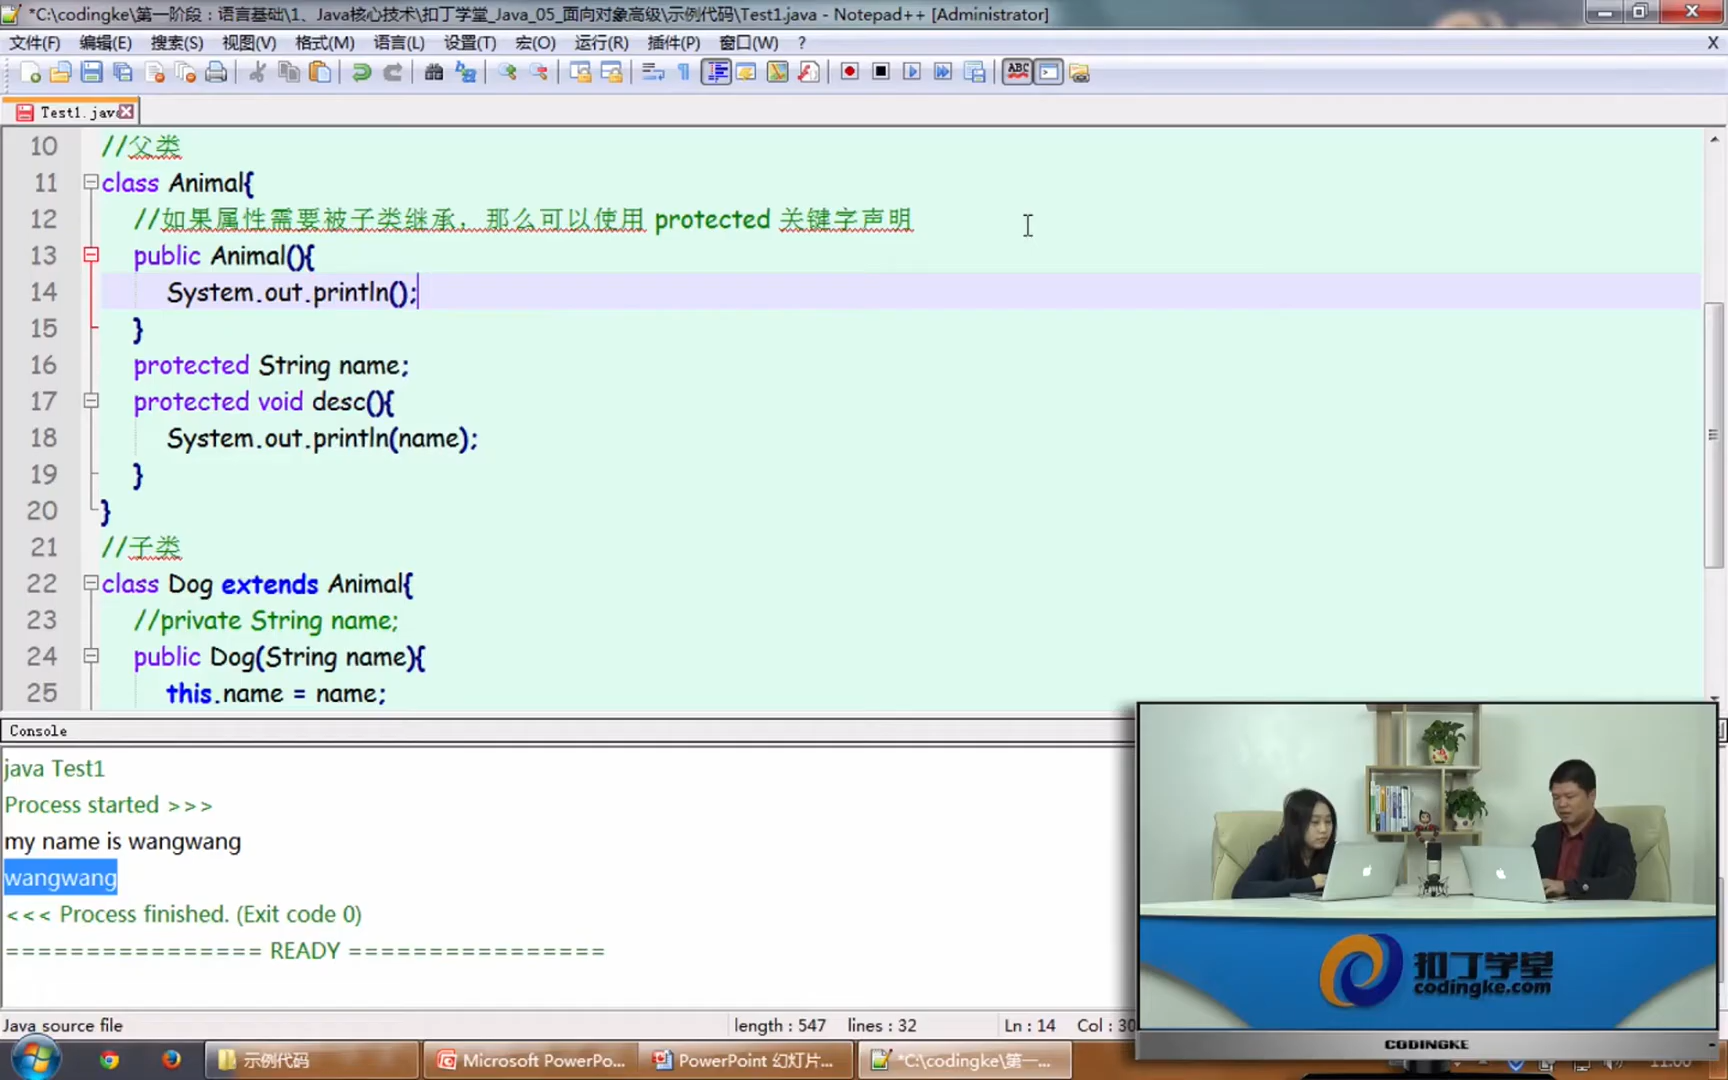 *C:\codingke\第一阶段：语言基础\1、Java核心技术\扣丁学堂_Java_05_面向对象高级\示例代码\Test1.java - Notepad++ [Administrator]
文件(F) 编辑(E) 搜索(S) 视图(V) 格式(M) 语言(L) 设置(T) 宏(O) 运行(R) 插件(P) 窗口(W) ? X
ABC
Test1.java
10 //父类
11 class Animal{
12 //如果属性需要被子类继承，那么可以使用 protected 关键字声明
13 public Animal(){
14 System.out.println();
15 }
16 protected String name;
17 protected void desc(){
18 System.out.println(name);
19 }
20 }
21 //子类
22 class Dog extends Animal{
23 //private String name;
24 public Dog(String name){
25 this.name = name;
Console
java Test1
Process started >>>
my name is wangwang
wangwang
<<< Process finished. (Exit code 0)
================ READY ================
扣丁学堂
codingke.com
Java source file length : 547 lines : 32 Ln : 14 Col : 30
CODINGKE
示例代码 Microsoft PowerPo... PowerPoint 幻灯片... *C:\codingke\第一...